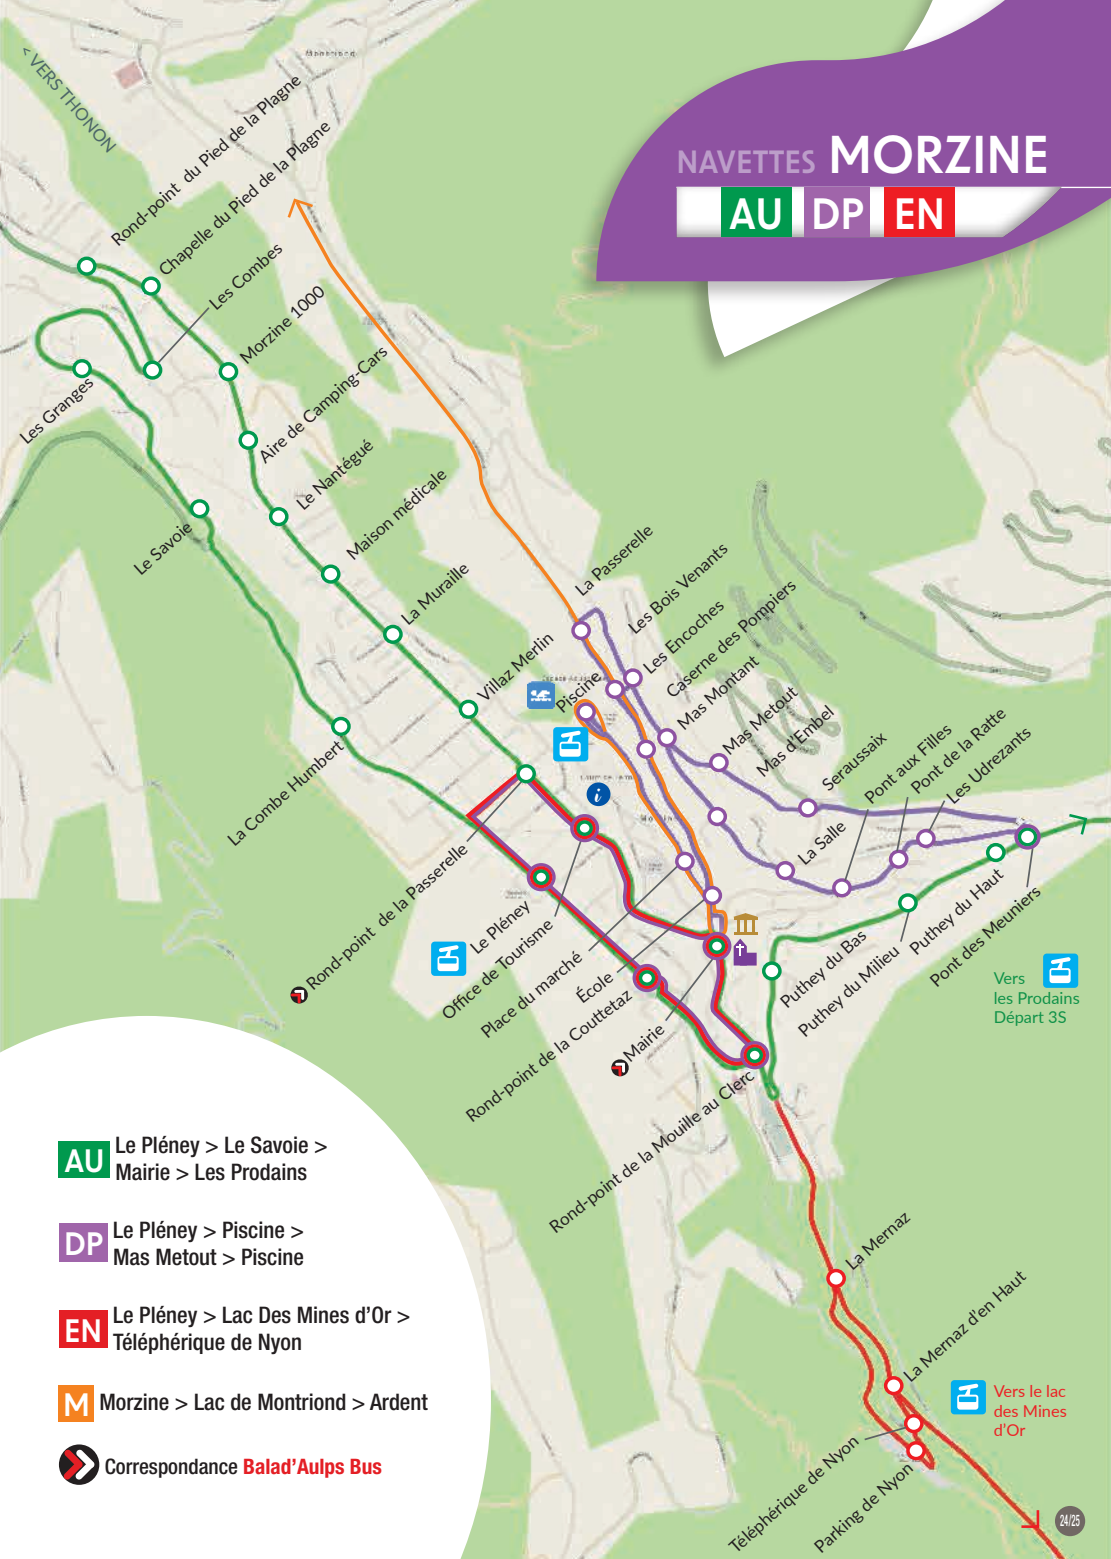 < VERS THONON
Montriond
NAVETTES MORZINE
AU DP EN
Rond-point du Pied de la Plagne
Chapelle du Pied de la Plagne
Les Combes
Morzine 1000
Aire de Camping-Cars
Les Granges
Le Nantégué
Maison médicale
Le Savoie
La Muraille
La Passerelle
Les Bois Venants
Les Encoches
Caserne des Pompiers
Villaz Merlin
Piscine
Mas Montant
Mas Metout
Mas d'Embel
Seraussaix
Pont aux Filles
Pont de la Ratte
Les Udrezants
La Combe Humbert
La Salle
Rond-point de la Passerelle
Le Pléney
Office de Tourisme
Place du marché
École
Rond-point de la Couttetaz
Mairie
Rond-point de la Mouille au Clerc
Puthey du Bas
Puthey du Milieu
Puthey du Haut
Pont des Meuniers
Vers
les Prodains
Départ 3S
La Mernaz
La Mernaz d'en Haut
Vers le lac
des Mines
d'Or
Téléphérique de Nyon
Parking de Nyon
AU Le Pléney > Le Savoie >
Mairie > Les Prodains
DP Le Pléney > Piscine >
Mas Metout > Piscine
EN Le Pléney > Lac Des Mines d'Or >
Téléphérique de Nyon
M Morzine > Lac de Montriond > Ardent
Correspondance Balad'Aulps Bus
24/25